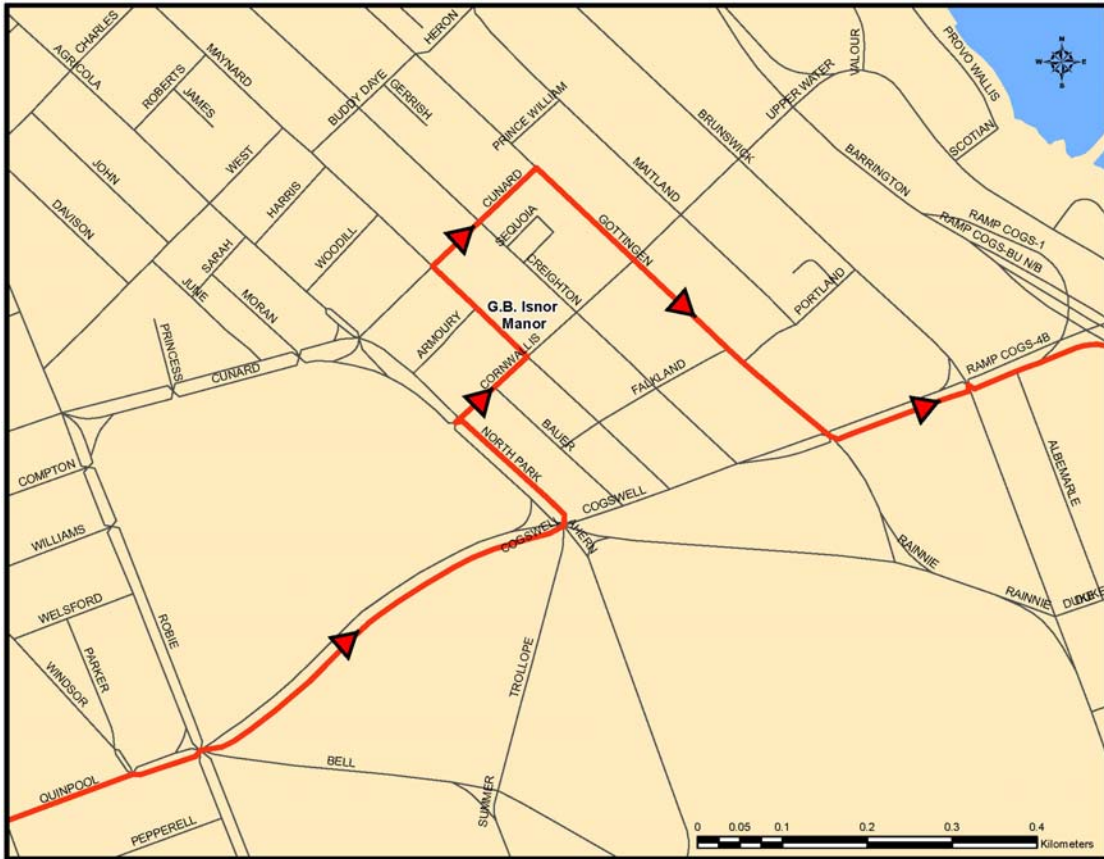 CHARLES
AGRICOLA
ROBERTS
JAMES
MAYNARD
BUDDY DAYE
HERON
GERRISH
PRINCE WILLIAM
UPPER WATER
VALOUR
PROVO WALLIS
N
W E
S
SCOTIAN
BRUNSWICK
BARRINGTON
MAITLAND
JOHN
WEST
HARRIS
DAVISON
SARAH
JUNE
WOODILL
MORAN
CUNARD
SEQUOIA
GOTTINGEN
CREIGHTON
RAMP COGS-1
RAMP COGS-BU N/B
PORTLAND
G.B. Isnor
Manor
ARMOURY
CORNWALLIS
PRINCESS
CUNARD
FALKLAND
RAMP COGS-4B
BAUER
NORTH PARK
ALBEMARLE
COMPTON
COGSWELL
COGSWELL
AHERN
WILLIAMS
RAINNIE
RAINNIE
DUKE
DUKE
WELSFORD
ROBIE
PARKER
WINDSOR
TROLLOPE
BELL
QUINPOOL
SUMMER
PEPPERELL
0 0.05 0.1 0.2 0.3 0.4
Kilometers